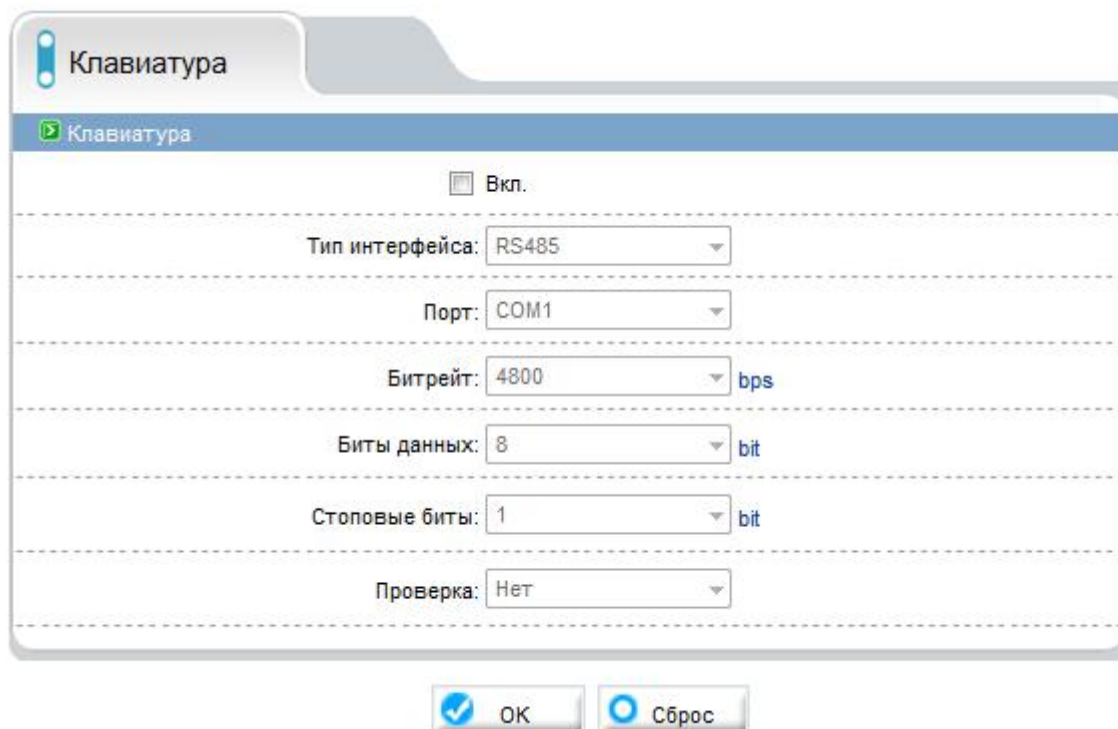 Клавиатура
Клавиатура
Вкл.
Тип интерфейса: RS485
Порт: COM1
Битрейт: 4800 bps
Биты данных: 8 bit
Стоповые биты: 1 bit
Проверка: Нет
OK Сброс